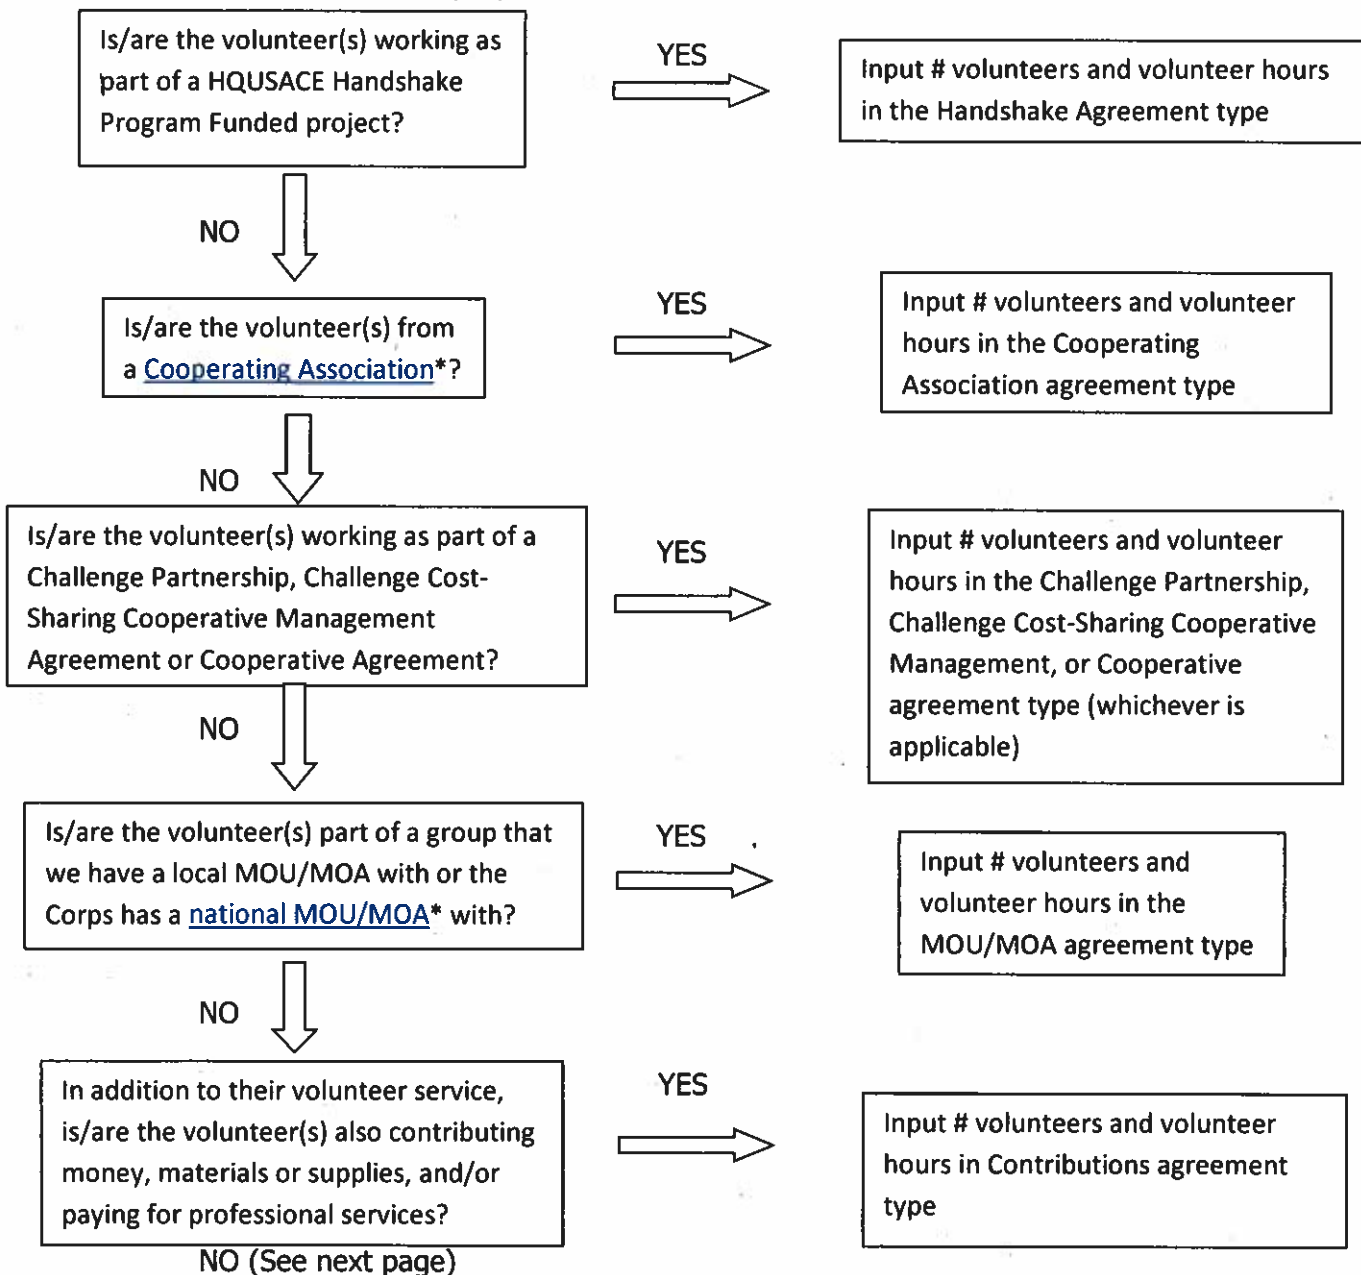 Is/are the volunteer(s) working as
part of a HQUSACE Handshake
Program Funded project?
YES
Input # volunteers and volunteer hours
in the Handshake Agreement type
NO
Is/are the volunteer(s) from
a Cooperating Association*?
YES
Input # volunteers and volunteer
hours in the Cooperating
Association agreement type
NO
Is/are the volunteer(s) working as part of a
Challenge Partnership, Challenge Cost-
Sharing Cooperative Management
Agreement or Cooperative Agreement?
YES
Input # volunteers and volunteer
hours in the Challenge Partnership,
Challenge Cost-Sharing Cooperative
Management, or Cooperative
agreement type (whichever is
applicable)
NO
Is/are the volunteer(s) part of a group that
we have a local MOU/MOA with or the
Corps has a national MOU/MOA* with?
YES
Input # volunteers and
volunteer hours in the
MOU/MOA agreement type
NO
In addition to their volunteer service,
is/are the volunteer(s) also contributing
money, materials or supplies, and/or
paying for professional services?
YES
Input # volunteers and volunteer
hours in Contributions agreement
type
NO (See next page)